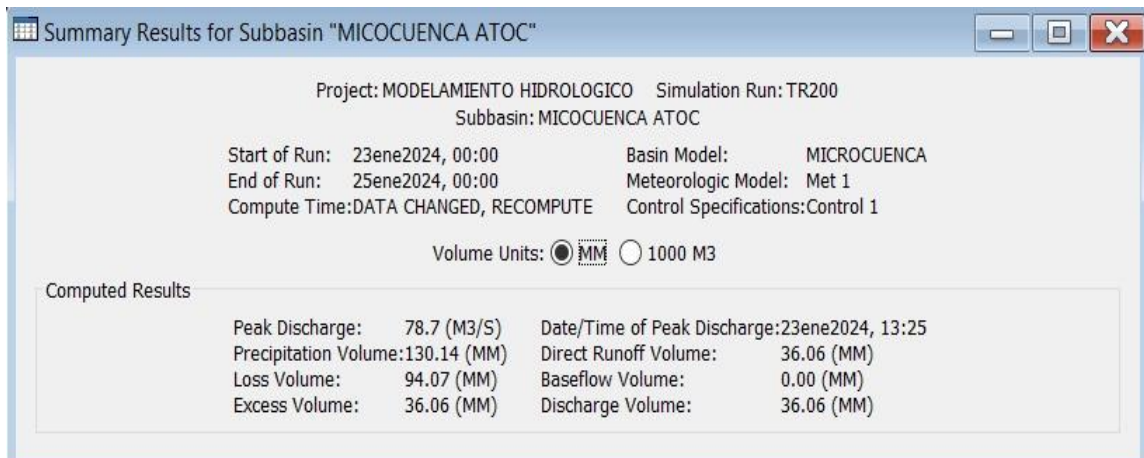 Summary Results for Subbasin "MICOCUENCA ATOC"
Project: MODELAMIENTO HIDROLOGICO Simulation Run: TR200
Subbasin: MICOCUENCA ATOC
Start of Run: 23ene2024, 00:00 Basin Model: MICROCUENCA
End of Run: 25ene2024, 00:00 Meteorologic Model: Met 1
Compute Time:DATA CHANGED, RECOMPUTE Control Specifications:Control 1
Volume Units: MM 1000 M3
Computed Results
Peak Discharge: 78.7 (M3/S) Date/Time of Peak Discharge:23ene2024, 13:25
Precipitation Volume:130.14 (MM) Direct Runoff Volume: 36.06 (MM)
Loss Volume: 94.07 (MM) Baseflow Volume: 0.00 (MM)
Excess Volume: 36.06 (MM) Discharge Volume: 36.06 (MM)